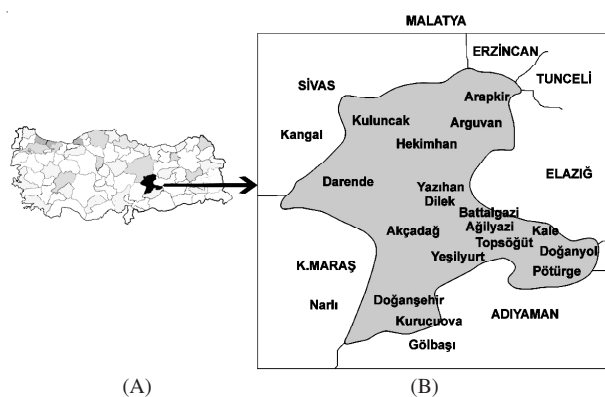 MALATYA
ERZİNCAN
TUNCELİ
SİVAS
Arapkir
Kuluncak
Arguvan
Kangal
Hekimhan
ELAZIĞ
Darende
Yazıhan
Dilek
Battalgazi
Ağilyazi
Kale
Akçadağ
Topsöğüt
Doğanyol
Yeşilyurt
K.MARAŞ
Pötürge
Narlı
Doğanşehir
ADIYAMAN
Kurucuova
Gölbaşı
(A) (B)